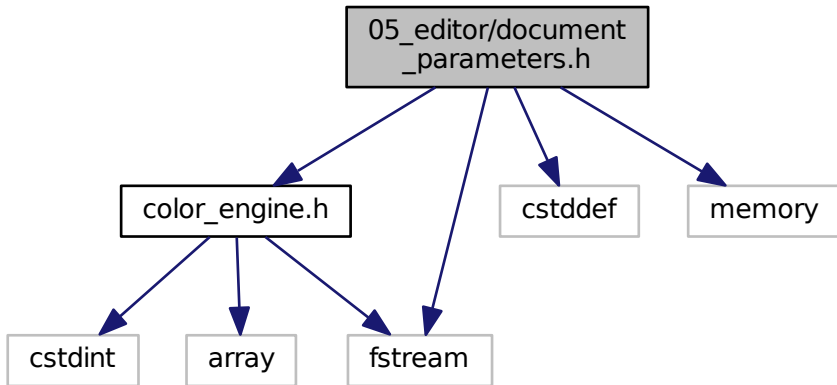 05_editor/document
_parameters.h
color_engine.h
cstddef
memory
cstdint
array
fstream